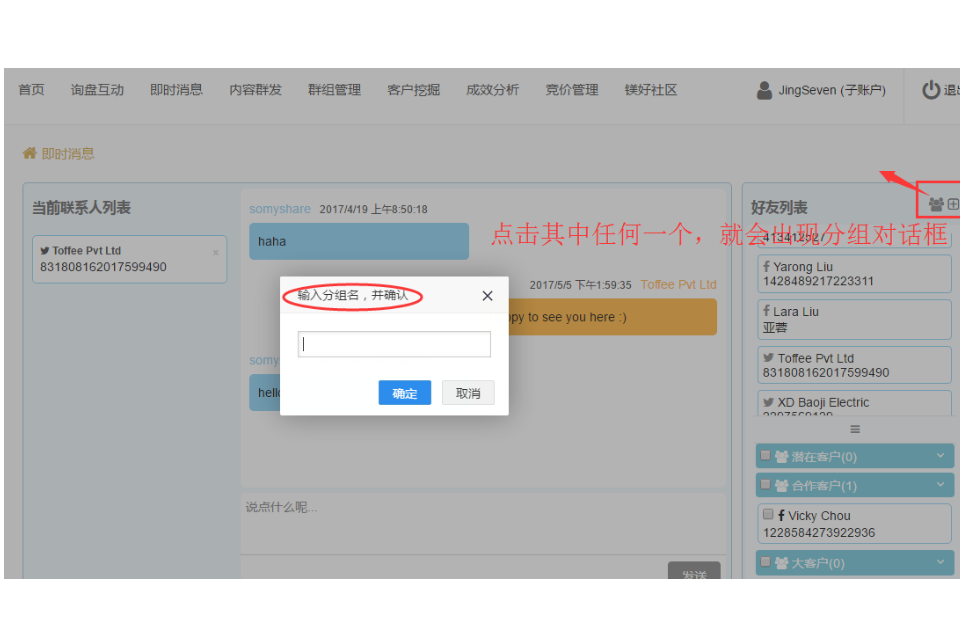 首页 询盘互动 即时消息 内容群发 群组管理 客户挖掘 成效分析 竞价管理 镁好社区 JingSeven (子账户)
即时消息
当前联系人列表
Toffee Pvt Ltd ×
831808162017599490
somyshare 2017/4/19 上午8:50:18
haha
点击其中任何一个，就会出现分组对话框
2017/5/5 下午1:59:35 Toffee Pvt Ltd
to see you here :)
输入分组名，并确认
确定 取消
说点什么呢...
发送
好友列表
Yarong Liu
1428489217223311
Lara Liu
亚蓉
Toffee Pvt Ltd
831808162017599490
XD Baoji Electric
潜在客户(0)
合作客户(1)
Vicky Chou
1228584273922936
大客户(0)